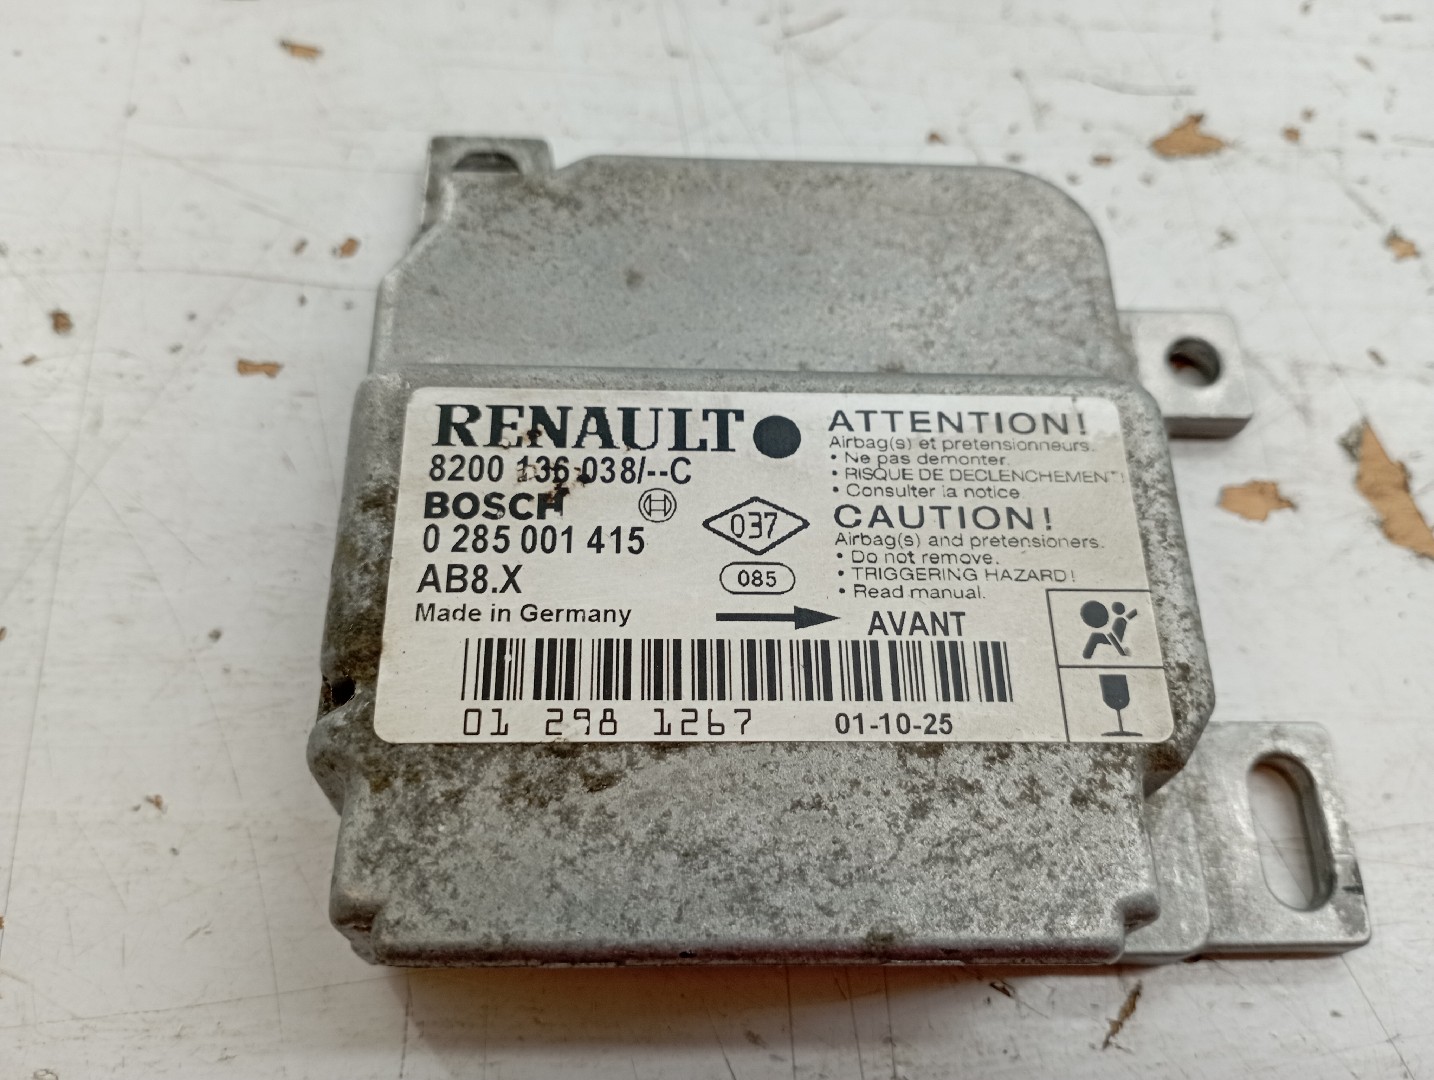 RENAULT
8200 136 038/--C
BOSCH
0 285 001 415
AB8.X
Made in Germany
037
085
ATTENTION!
Airbag(s) et pretensionneurs.
• Ne pas demonter.
• RISQUE DE DECLENCHEMENT!
• Consulter la notice.
CAUTION!
Airbag(s) and pretensioners.
• Do not remove.
• TRIGGERING HAZARD!
• Read manual.
AVANT
01 298 1267
01-10-25